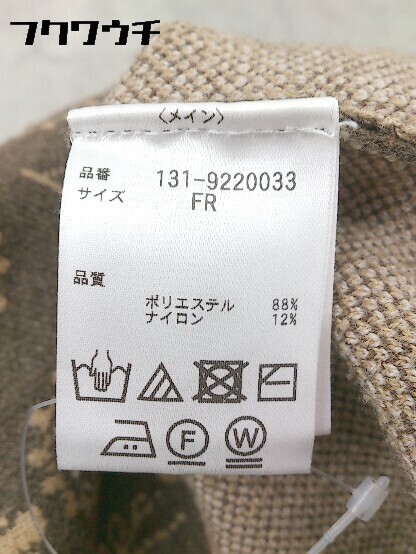 フクワウチ
〈メイン〉
品番 131-9220033
サイズ FR
品質
ポリエステル 88%
ナイロン 12%
F W